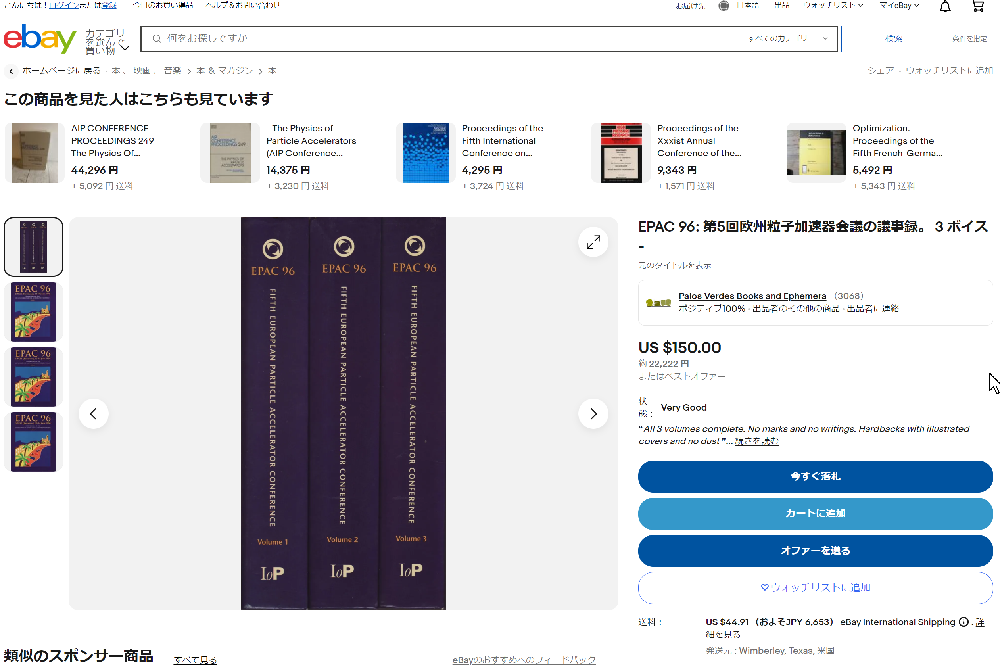 こんにちは！ログインまたは登録 今日のお買い得品 ヘルプ＆お問い合わせ お届け先 日本語 出品 ウォッチリスト マイeBay
ebay
カテゴリ
を選んで
買い物
何をお探しですか
すべてのカテゴリ
検索
条件を指定
ホームページに戻る • 本 、 映画 、 音楽 > 本 & マガジン > 本
シェア • ウォッチリストに追加
この商品を見た人はこちらも見ています
AIP CONFERENCE
PROCEEDINGS 249
The Physics Of...
44,296 円
+ 5,092 円 送料
- The Physics of
Particle Accelerators
(AIP Conference...
14,375 円
+ 3,230 円 送料
Proceedings of the
Fifth International
Conference on...
4,295 円
+ 3,724 円 送料
Proceedings of the
Xxxist Annual
Conference of the...
9,343 円
+ 1,571 円 送料
Optimization.
Proceedings of the
Fifth French-Germa...
5,492 円
+ 5,343 円 送料
EPAC 96
EPAC 96
EPAC 96
EPAC 96
FIFTH EUROPEAN PARTICLE ACCELERATOR CONFERENCE
Volume 1
IoP
EPAC 96
FIFTH EUROPEAN PARTICLE ACCELERATOR CONFERENCE
Volume 2
IoP
EPAC 96
FIFTH EUROPEAN PARTICLE ACCELERATOR CONFERENCE
Volume 3
IoP
EPAC 96: 第5回欧州粒子加速器会議の議事録。 3 ボイス
-
元のタイトルを表示
Palos Verdes Books and Ephemera （3068）
ポジティブ100% • 出品者のその他の商品 • 出品者に連絡
US $150.00
約 22,222 円
またはベストオファー
状
態：
Very Good
“All 3 volumes complete. No marks and no writings. Hardbacks with illustrated
covers and no dust”... 続きを読む
今すぐ落札
カートに追加
オファーを送る
ウォッチリストに追加
送料：
US $44.91 （およそJPY 6,653） eBay International Shipping . 詳
細を見る
発送元 : Wimberley, Texas, 米国
類似のスポンサー商品 すべて見る
eBayのおすすめへのフィードバック